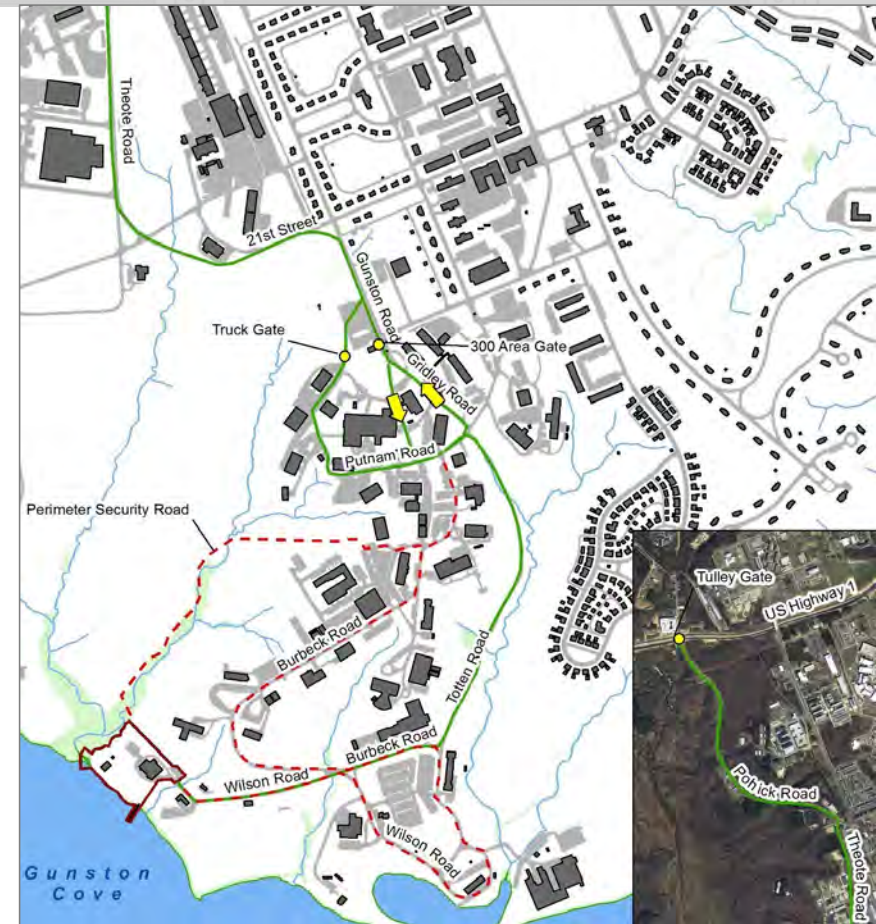 Theote Road
21st Street
Gunston Road
Truck Gate
300 Area Gate
Gridley Road
Putnam Road
Perimeter Security Road
Burbeck Road
Totten Road
Burbeck Road
Wilson Road
Wilson Road
Gunston
Cove
Tulley Gate
US Highway 1
Pohick Road
Theote Road